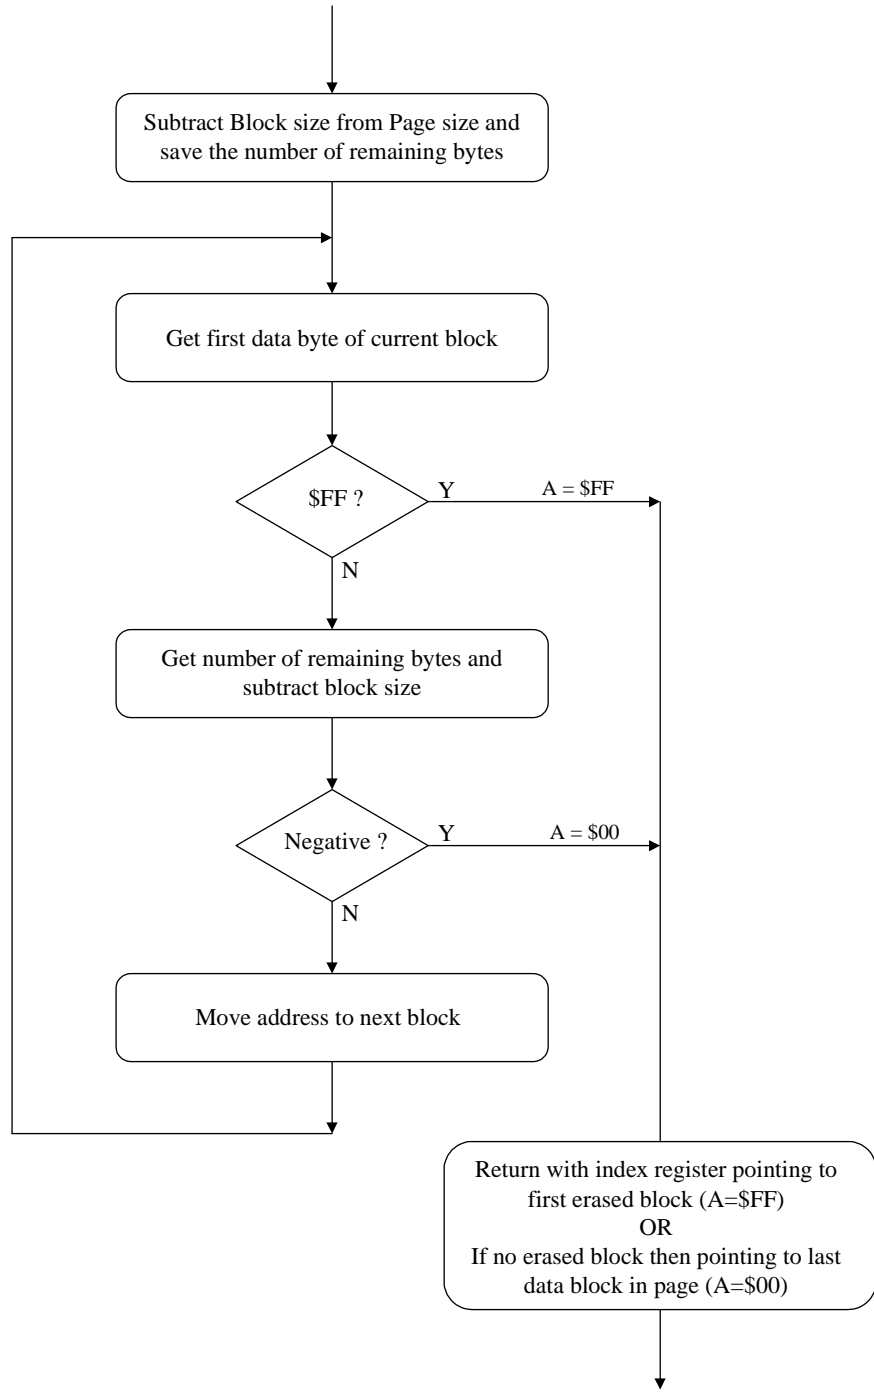 Subtract Block size from Page size and
save the number of remaining bytes
Get first data byte of current block
$FF ?
Y
A = $FF
N
Get number of remaining bytes and
subtract block size
Negative ?
Y
A = $00
N
Move address to next block
Return with index register pointing to
first erased block (A=$FF)
OR
If no erased block then pointing to last
data block in page (A=$00)